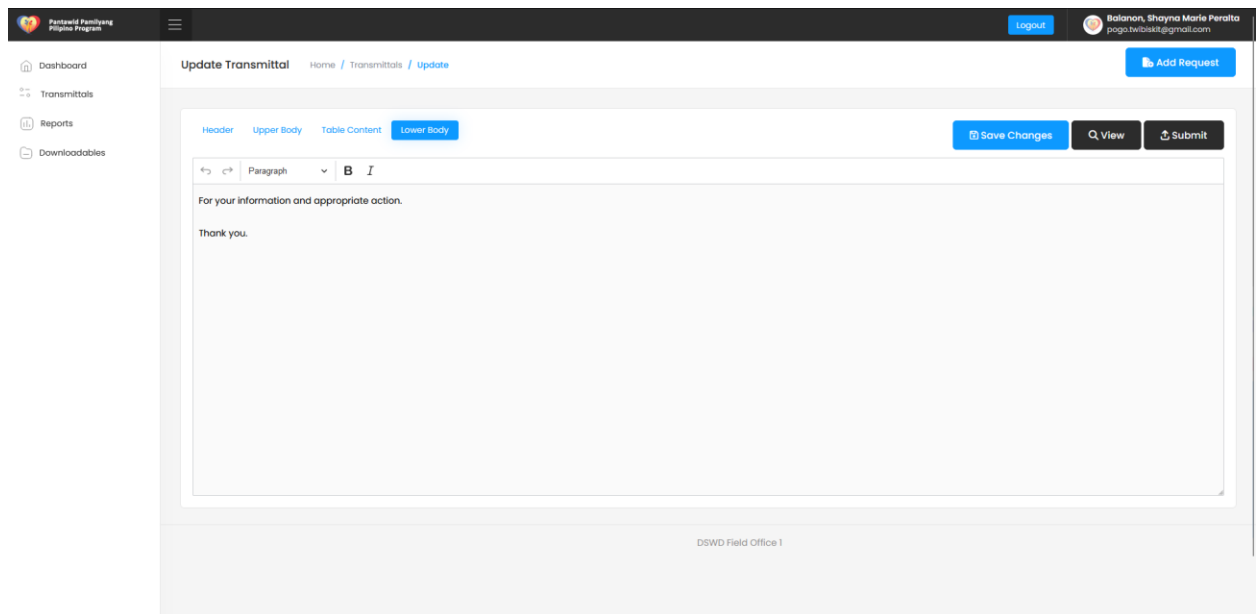 Pantawid Pamilyang
Pilipino Program
Logout
Balanon, Shayna Marie Peralta
pogo.twibiskit@gmail.com
Dashboard
Transmittals
Reports
Downloadables
Update Transmittal
Home / Transmittals / Update
Add Request
Header
Upper Body
Table Content
Lower Body
Save Changes
View
Submit
Paragraph
B
I
For your information and appropriate action.
Thank you.
DSWD Field Office 1